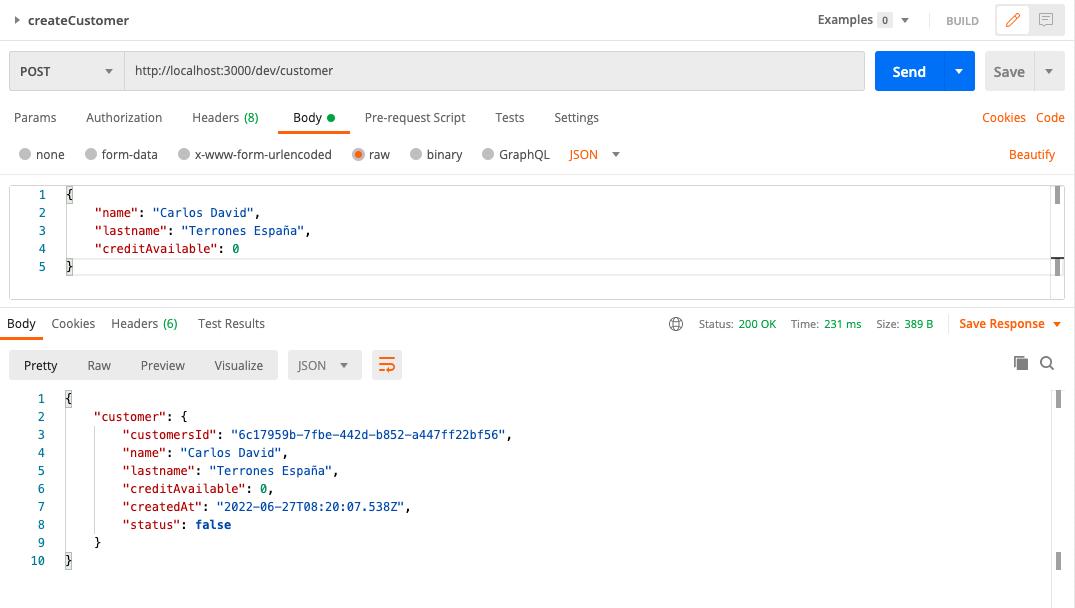 createCustomer Examples 0 BUILD
POST http://localhost:3000/dev/customer Send Save
Params Authorization Headers (8) Body Pre-request Script Tests Settings Cookies Code
none form-data x-www-form-urlencoded raw binary GraphQL JSON Beautify
1 {
2 "name": "Carlos David",
3 "lastname": "Terrones España",
4 "creditAvailable": 0
5 }
Body Cookies Headers (6) Test Results Status: 200 OK Time: 231 ms Size: 389 B Save Response
Pretty Raw Preview Visualize JSON
1 {
2 "customer": {
3 "customersId": "6c17959b-7fbe-442d-b852-a447ff22bf56",
4 "name": "Carlos David",
5 "lastname": "Terrones España",
6 "creditAvailable": 0,
7 "createdAt": "2022-06-27T08:20:07.538Z",
8 "status": false
9 }
10 }